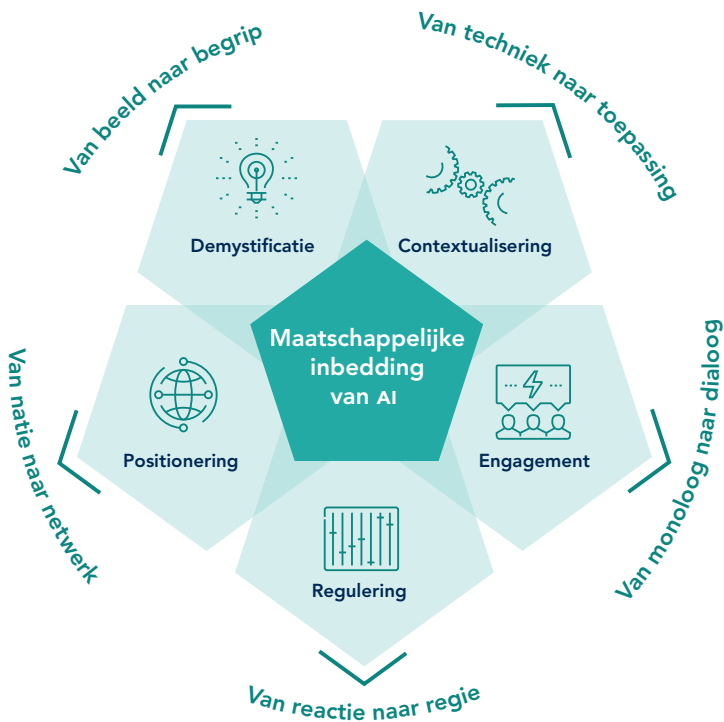 Van beeld naar begrip
Van techniek naar toepassing
Demystificatie
Contextualisering
Maatschappelijke
inbedding
van AI
Van natie naar netwerk
Positionering
Engagement
Van monoloog naar dialoog
Regulering
Van reactie naar regie